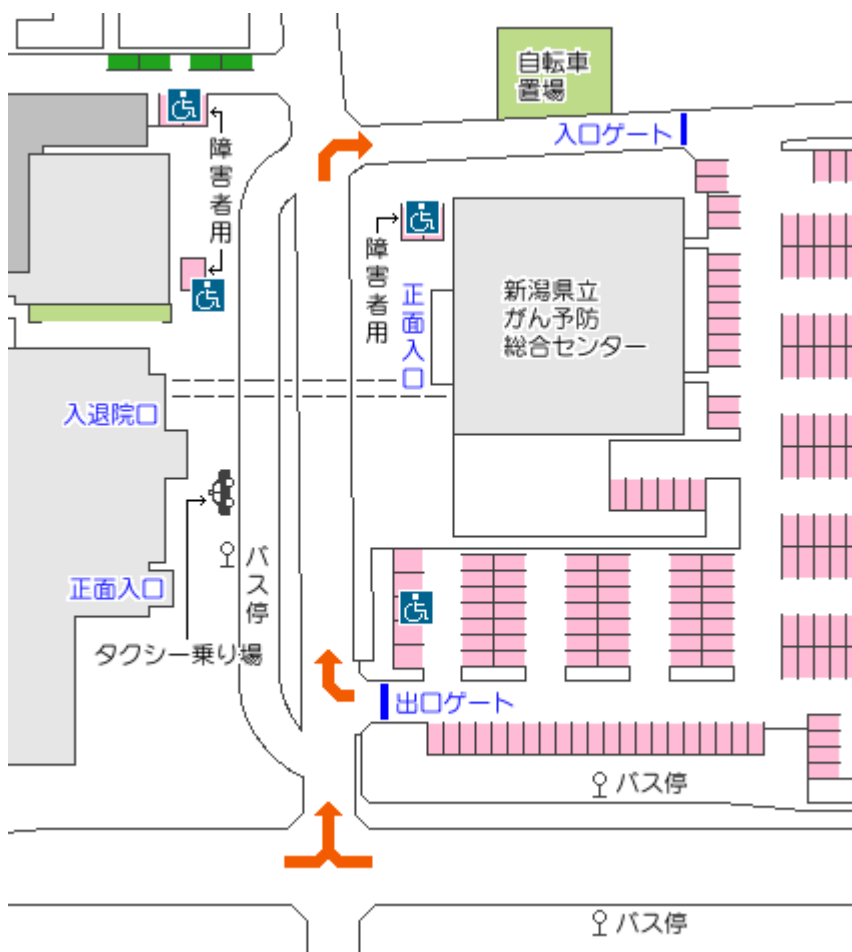 自転車
置場
入口ゲート
障害者用
障害者用
正面入口
新潟県立
がん予防
総合センター
入退院口
バス停
正面入口
タクシー乗り場
出口ゲート
バス停
バス停